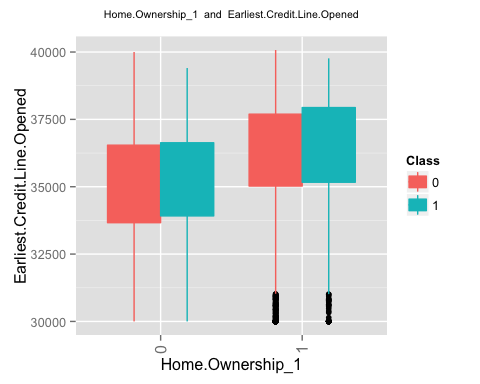 Home.Ownership_1 and Earliest.Credit.Line.Opened
Earliest.Credit.Line.Opened
40000
37500
35000
32500
30000
0
1
Home.Ownership_1
Class
0
1